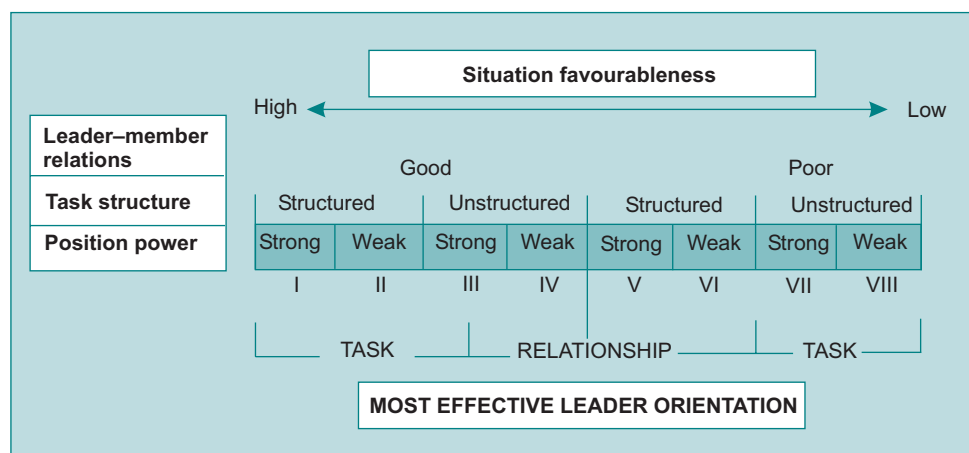 Situation favourableness
High
Low
Leader–member
relations
Good
Poor
Task structure
Structured
Unstructured
Structured
Unstructured
Position power
Strong
Weak
Strong
Weak
Strong
Weak
Strong
Weak
I
II
III
IV
V
VI
VII
VIII
TASK
RELATIONSHIP
TASK
MOST EFFECTIVE LEADER ORIENTATION